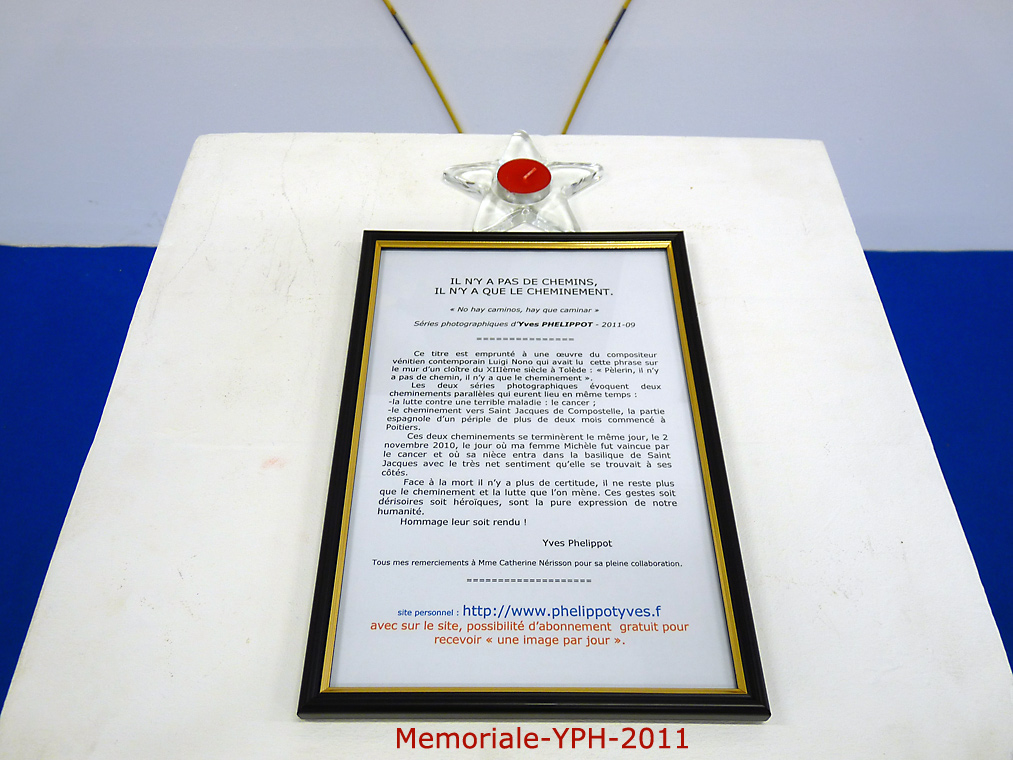 IL N'Y A PAS DE CHEMINS,
IL N'Y A QUE LE CHEMINEMENT.
« No hay caminos, hay que caminar »
Séries photographiques d'Yves PHELIPPOT - 2011-09
================
Ce titre est emprunté à une œuvre du compositeur
vénitien contemporain Luigi Nono qui avait lu cette phrase sur
le mur d'un cloître du XIIIème siècle à Tolède : « Pèlerin, il n'y
a pas de chemin, il n'y a que le cheminement ».
Les deux séries photographiques évoquent deux
cheminements parallèles qui eurent lieu en même temps :
-la lutte contre une terrible maladie : le cancer ;
-le cheminement vers Saint Jacques de Compostelle, la partie
espagnole d'un périple de plus de deux mois commencé à
Poitiers.
Ces deux cheminements se terminèrent le même jour, le 2
novembre 2010, le jour où ma femme Michèle fut vaincue par
le cancer et où sa nièce entra dans la basilique de Saint
Jacques avec le très net sentiment qu'elle se trouvait à ses
côtés.
Face à la mort il n'y a plus de certitude, il ne reste plus
que le cheminement et la lutte que l'on mène. Ces gestes soit
dérisoires soit héroïques, sont la pure expression de notre
humanité.
Hommage leur soit rendu !
Yves Phelippot
Tous mes remerciements à Mme Catherine Nérisson pour sa pleine collaboration.
=====================
site personnel : http://www.phelippotyves.f
avec sur le site, possibilité d'abonnement gratuit pour
recevoir « une image par jour ».
Memoriale-YPH-2011